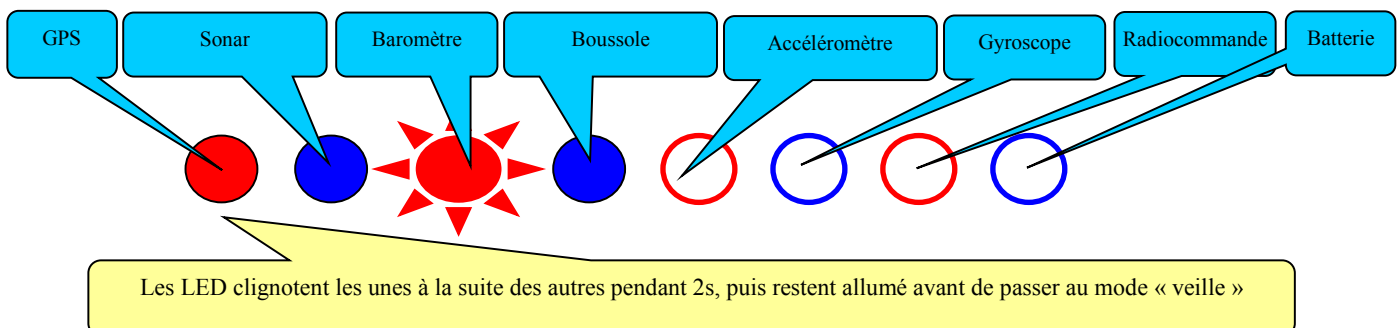 GPS
Sonar
Baromètre
Boussole
Accéléromètre
Gyroscope
Radiocommande
Batterie
Les LED clignotent les unes à la suite des autres pendant 2s, puis restent allumé avant de passer au mode « veille »